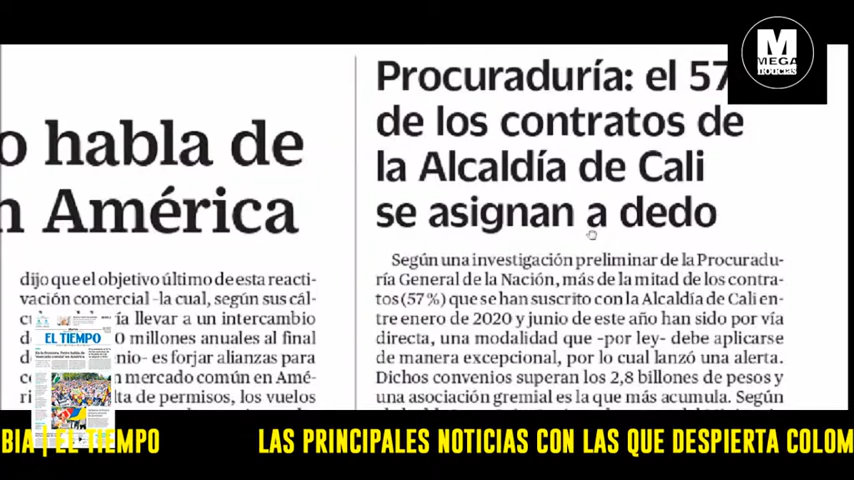 M
MEGA
noticias
o habla de
n América
dijo que el objetivo último de esta reacti-
vación comercial -la cual, según sus cál-
ía llevar a un intercambio
0 millones anuales al final
enio- es forjar alianzas para
n mercado común en Amé-
lta de permisos, los vuelos
Procuraduría: el 57
de los contratos de
la Alcaldía de Cali
se asignan a dedo
Según una investigación preliminar de la Procuradu-
ría General de la Nación, más de la mitad de los contra-
tos (57 %) que se han suscrito con la Alcaldía de Cali en-
tre enero de 2020 y junio de este año han sido por vía
directa, una modalidad que -por ley- debe aplicarse
de manera excepcional, por lo cual lanzó una alerta.
Dichos convenios superan los 2,8 billones de pesos y
una asociación gremial es la que más acumula. Según
EL TIEMPO
BIA | EL TIEMPO LAS PRINCIPALES NOTICIAS CON LAS QUE DESPIERTA COLOM